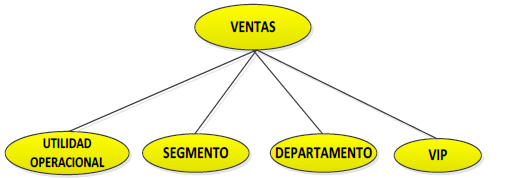 VENTAS
UTILIDAD
OPERACIONAL
SEGMENTO
DEPARTAMENTO
VIP